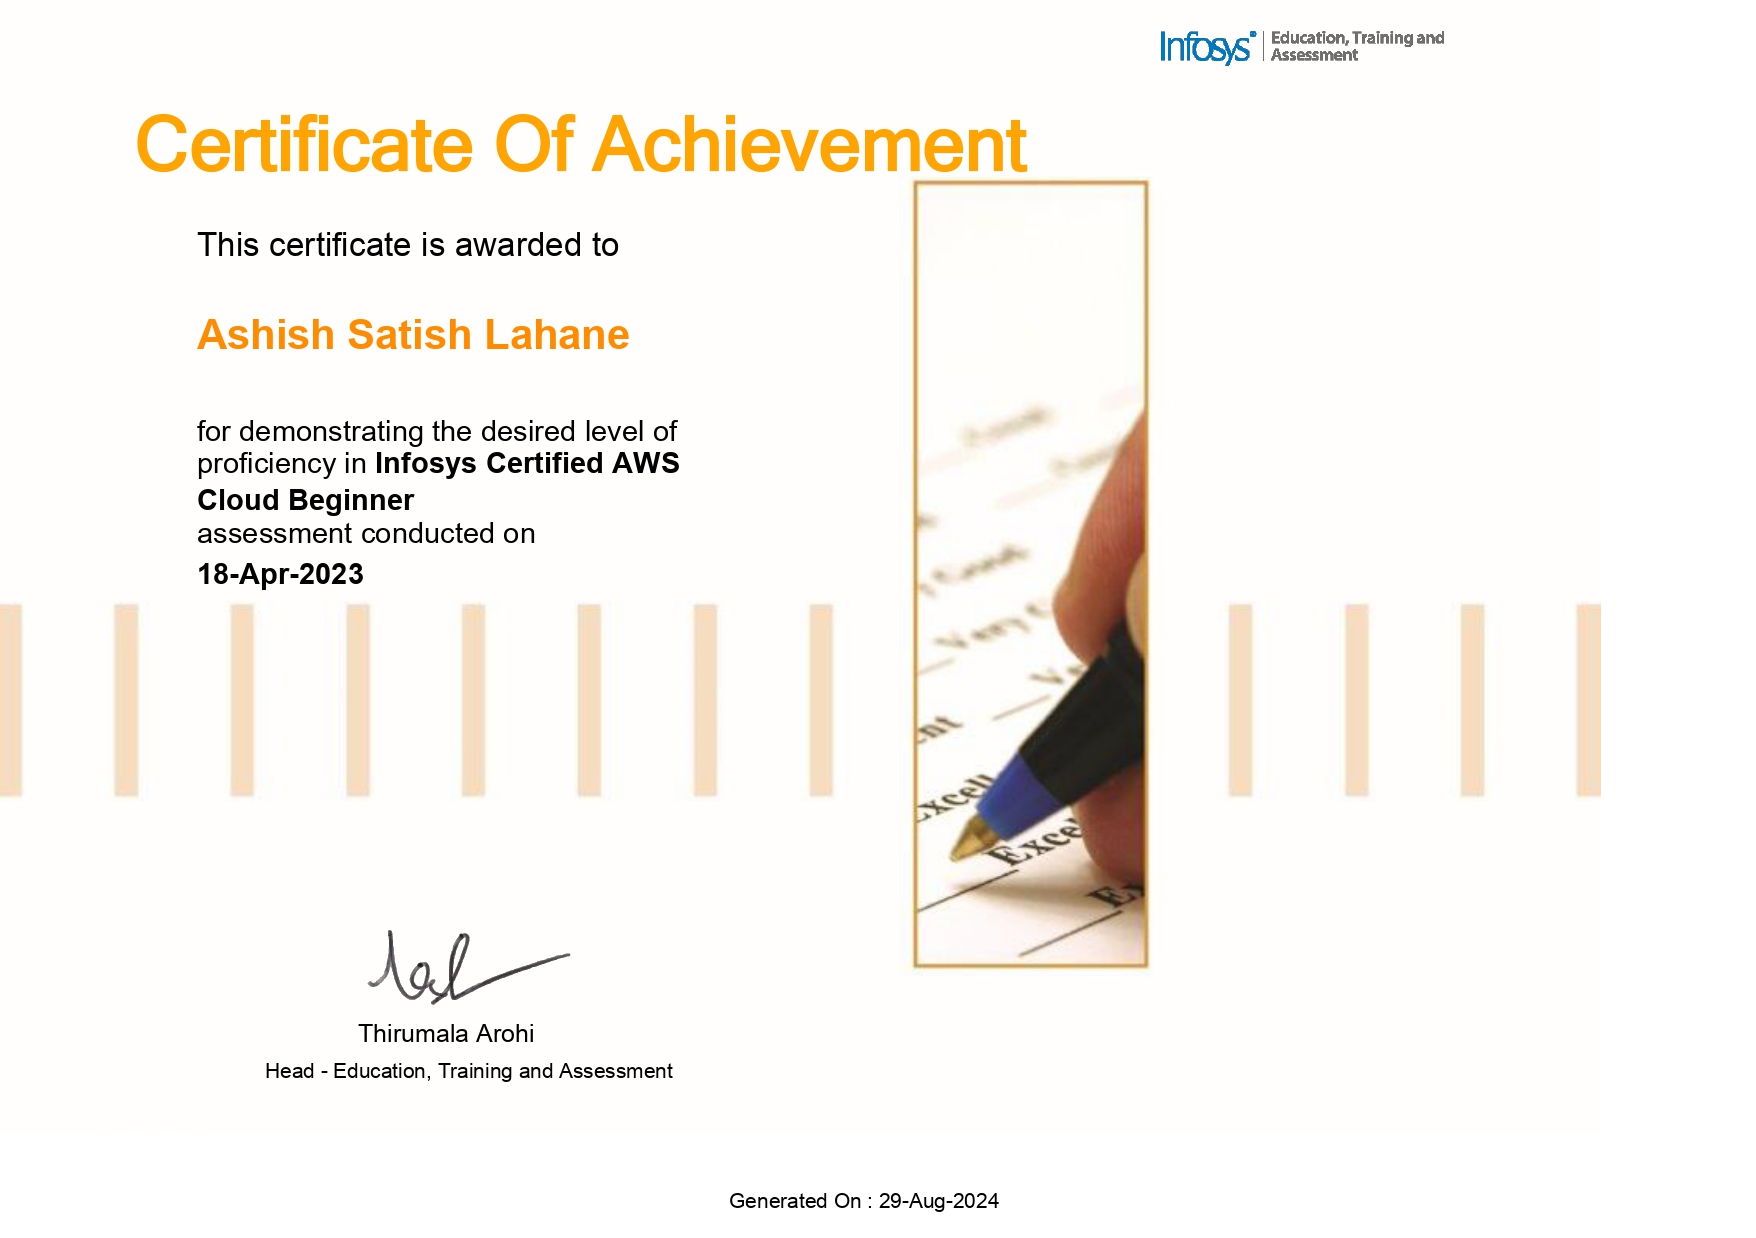 Infosys® | Education, Training and
Assessment
Certificate Of Achievement
This certificate is awarded to
Ashish Satish Lahane
for demonstrating the desired level of
proficiency in Infosys Certified AWS
Cloud Beginner
assessment conducted on
18-Apr-2023
Very
Thirumala Arohi
Head - Education, Training and Assessment
Generated On : 29-Aug-2024